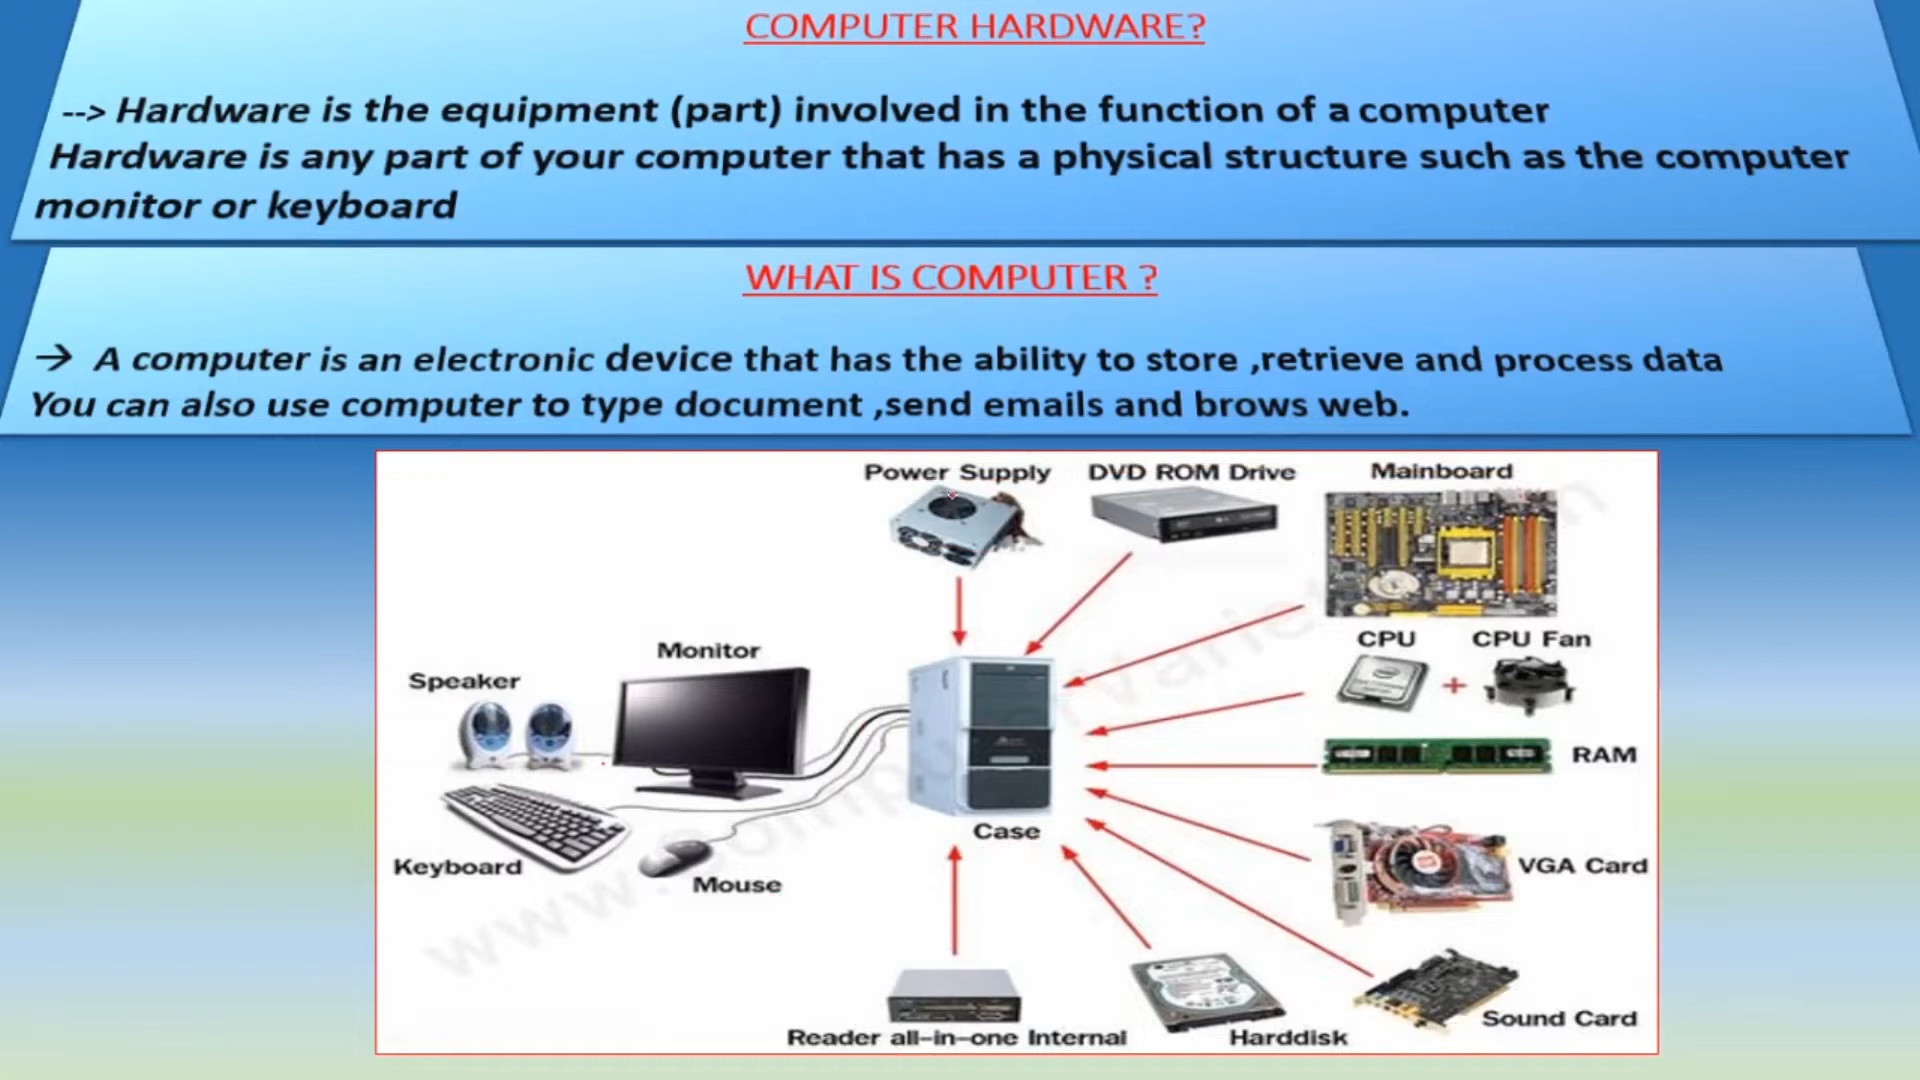 COMPUTER HARDWARE?
--> Hardware is the equipment (part) involved in the function of a computer
Hardware is any part of your computer that has a physical structure such as the computer
monitor or keyboard
WHAT IS COMPUTER ?
→ A computer is an electronic device that has the ability to store ,retrieve and process data
You can also use computer to type document ,send emails and brows web.
Power Supply
DVD ROM Drive
Mainboard
CPU
+
CPU Fan
Monitor
Speaker
RAM
Case
Keyboard
Mouse
VGA Card
Sound Card
Reader all-in-one Internal
Harddisk